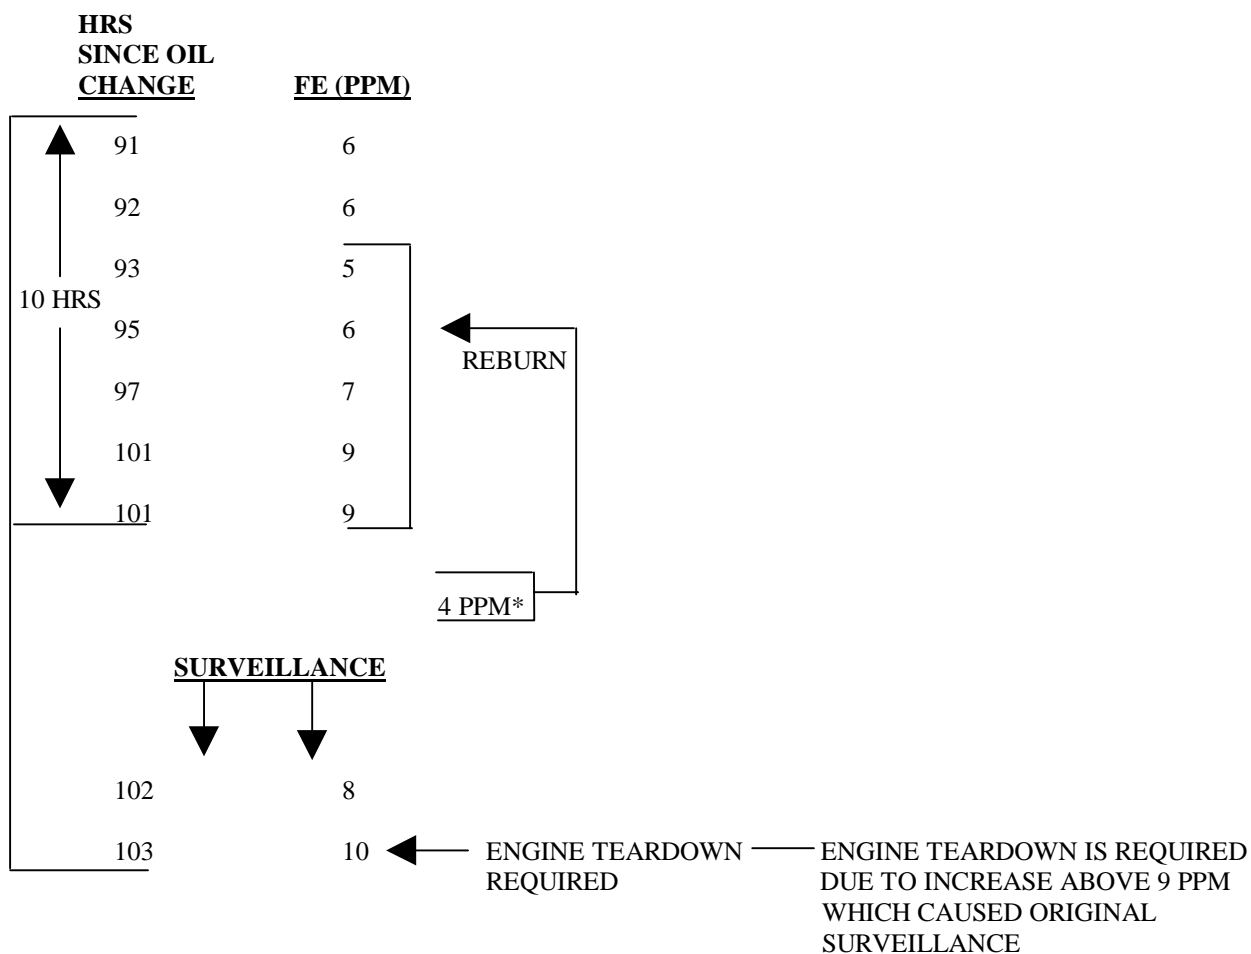 HRS
SINCE OIL
CHANGE FE (PPM)
91 6
92 6
93 5
10 HRS
95 6
REBURN
97 7
101 9
101 9
4 PPM*
SURVEILLANCE
102 8
103 10 ENGINE TEARDOWN ENGINE TEARDOWN IS REQUIRED
REQUIRED DUE TO INCREASE ABOVE 9 PPM
WHICH CAUSED ORIGINAL
SURVEILLANCE